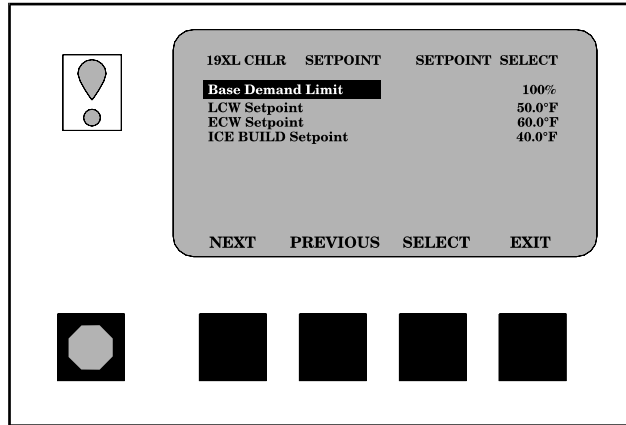 19XL CHLR SETPOINT SETPOINT SELECT
Base Demand Limit 100%
LCW Setpoint 50.0°F
ECW Setpoint 60.0°F
ICE BUILD Setpoint 40.0°F
NEXT PREVIOUS SELECT EXIT